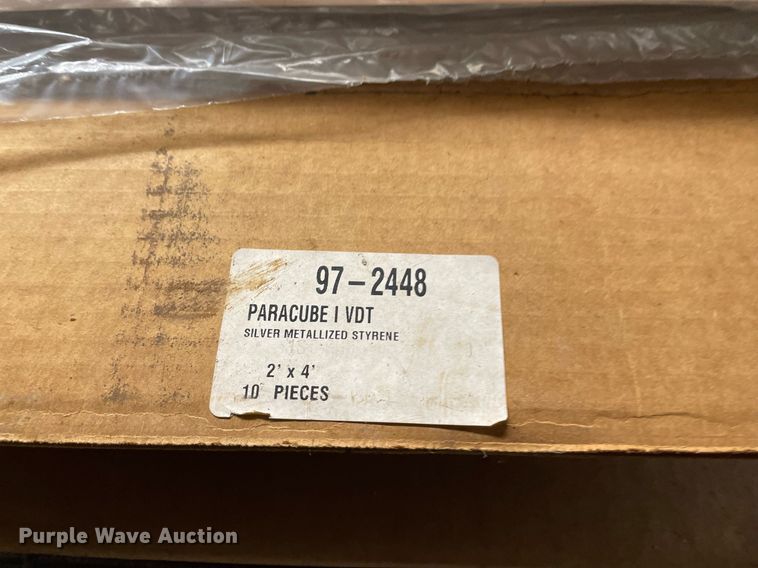 97-2448
PARACUBE I VDT
SILVER METALLIZED STYRENE
2' x 4'
10 PIECES
Purple Wave Auction